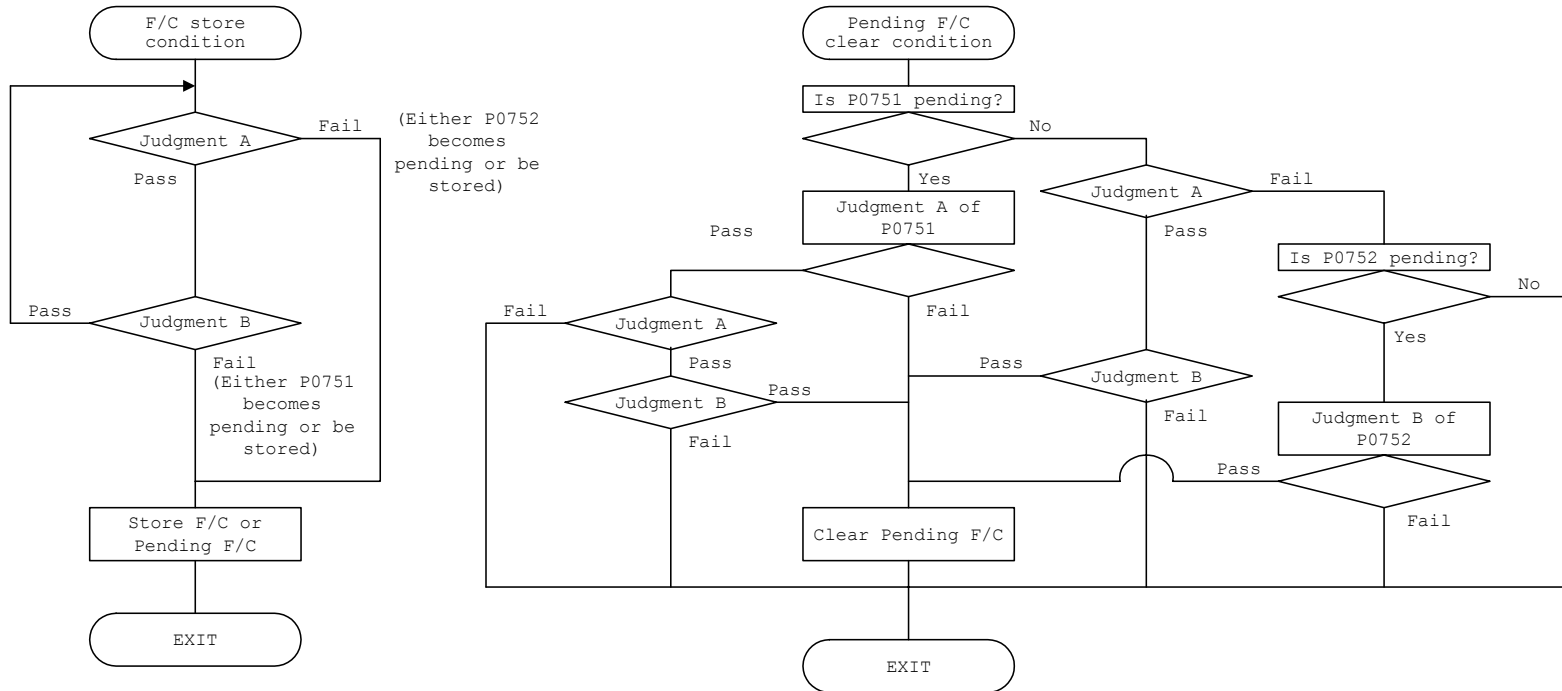 F/C store
condition
Judgment A
Fail
(Either P0752
becomes
pending or be
stored)
Pass
Pass
Judgment B
Fail
(Either P0751
becomes
pending or be
stored)
Store F/C or
Pending F/C
EXIT
Pending F/C
clear condition
Is P0751 pending?
No
Yes
Judgment A of
P0751
Pass
Fail
Fail
Judgment A
Pass
Judgment B
Pass
Fail
Judgment A
Fail
Pass
Is P0752 pending?
No
Yes
Pass
Judgment B
Fail
Judgment B of
P0752
Pass
Fail
Clear Pending F/C
EXIT